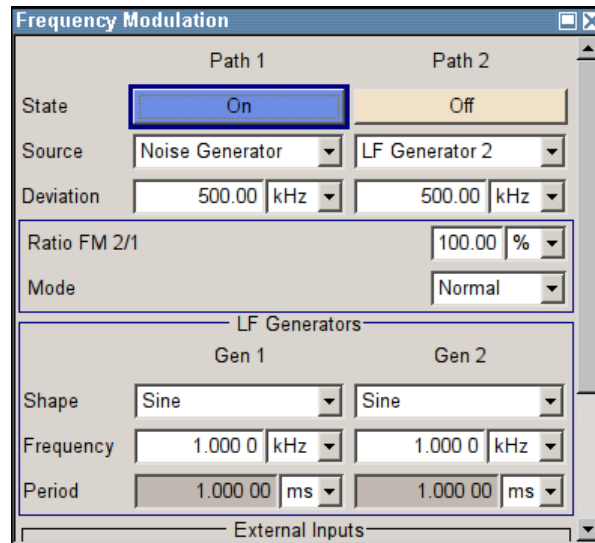 Frequency Modulation
Path 1 Path 2
State On Off
Source Noise Generator LF Generator 2
Deviation 500.00 kHz 500.00 kHz
Ratio FM 2/1 100.00 %
Mode Normal
LF Generators
Gen 1 Gen 2
Shape Sine Sine
Frequency 1.000 0 kHz 1.000 0 kHz
Period 1.000 00 ms 1.000 00 ms
External Inputs